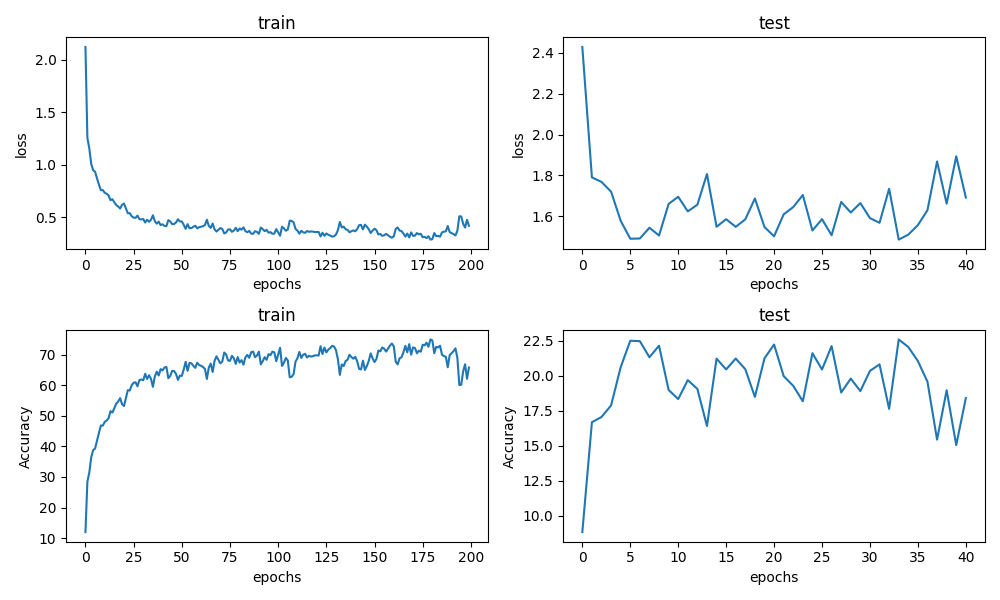 train
loss
2.0
1.5
1.0
0.5
0 25 50 75 100 125 150 175 200
epochs
test
loss
2.4
2.2
2.0
1.8
1.6
0 5 10 15 20 25 30 35 40
epochs
train
Accuracy
70
60
50
40
30
20
10
0 25 50 75 100 125 150 175 200
epochs
test
Accuracy
22.5
20.0
17.5
15.0
12.5
10.0
0 5 10 15 20 25 30 35 40
epochs